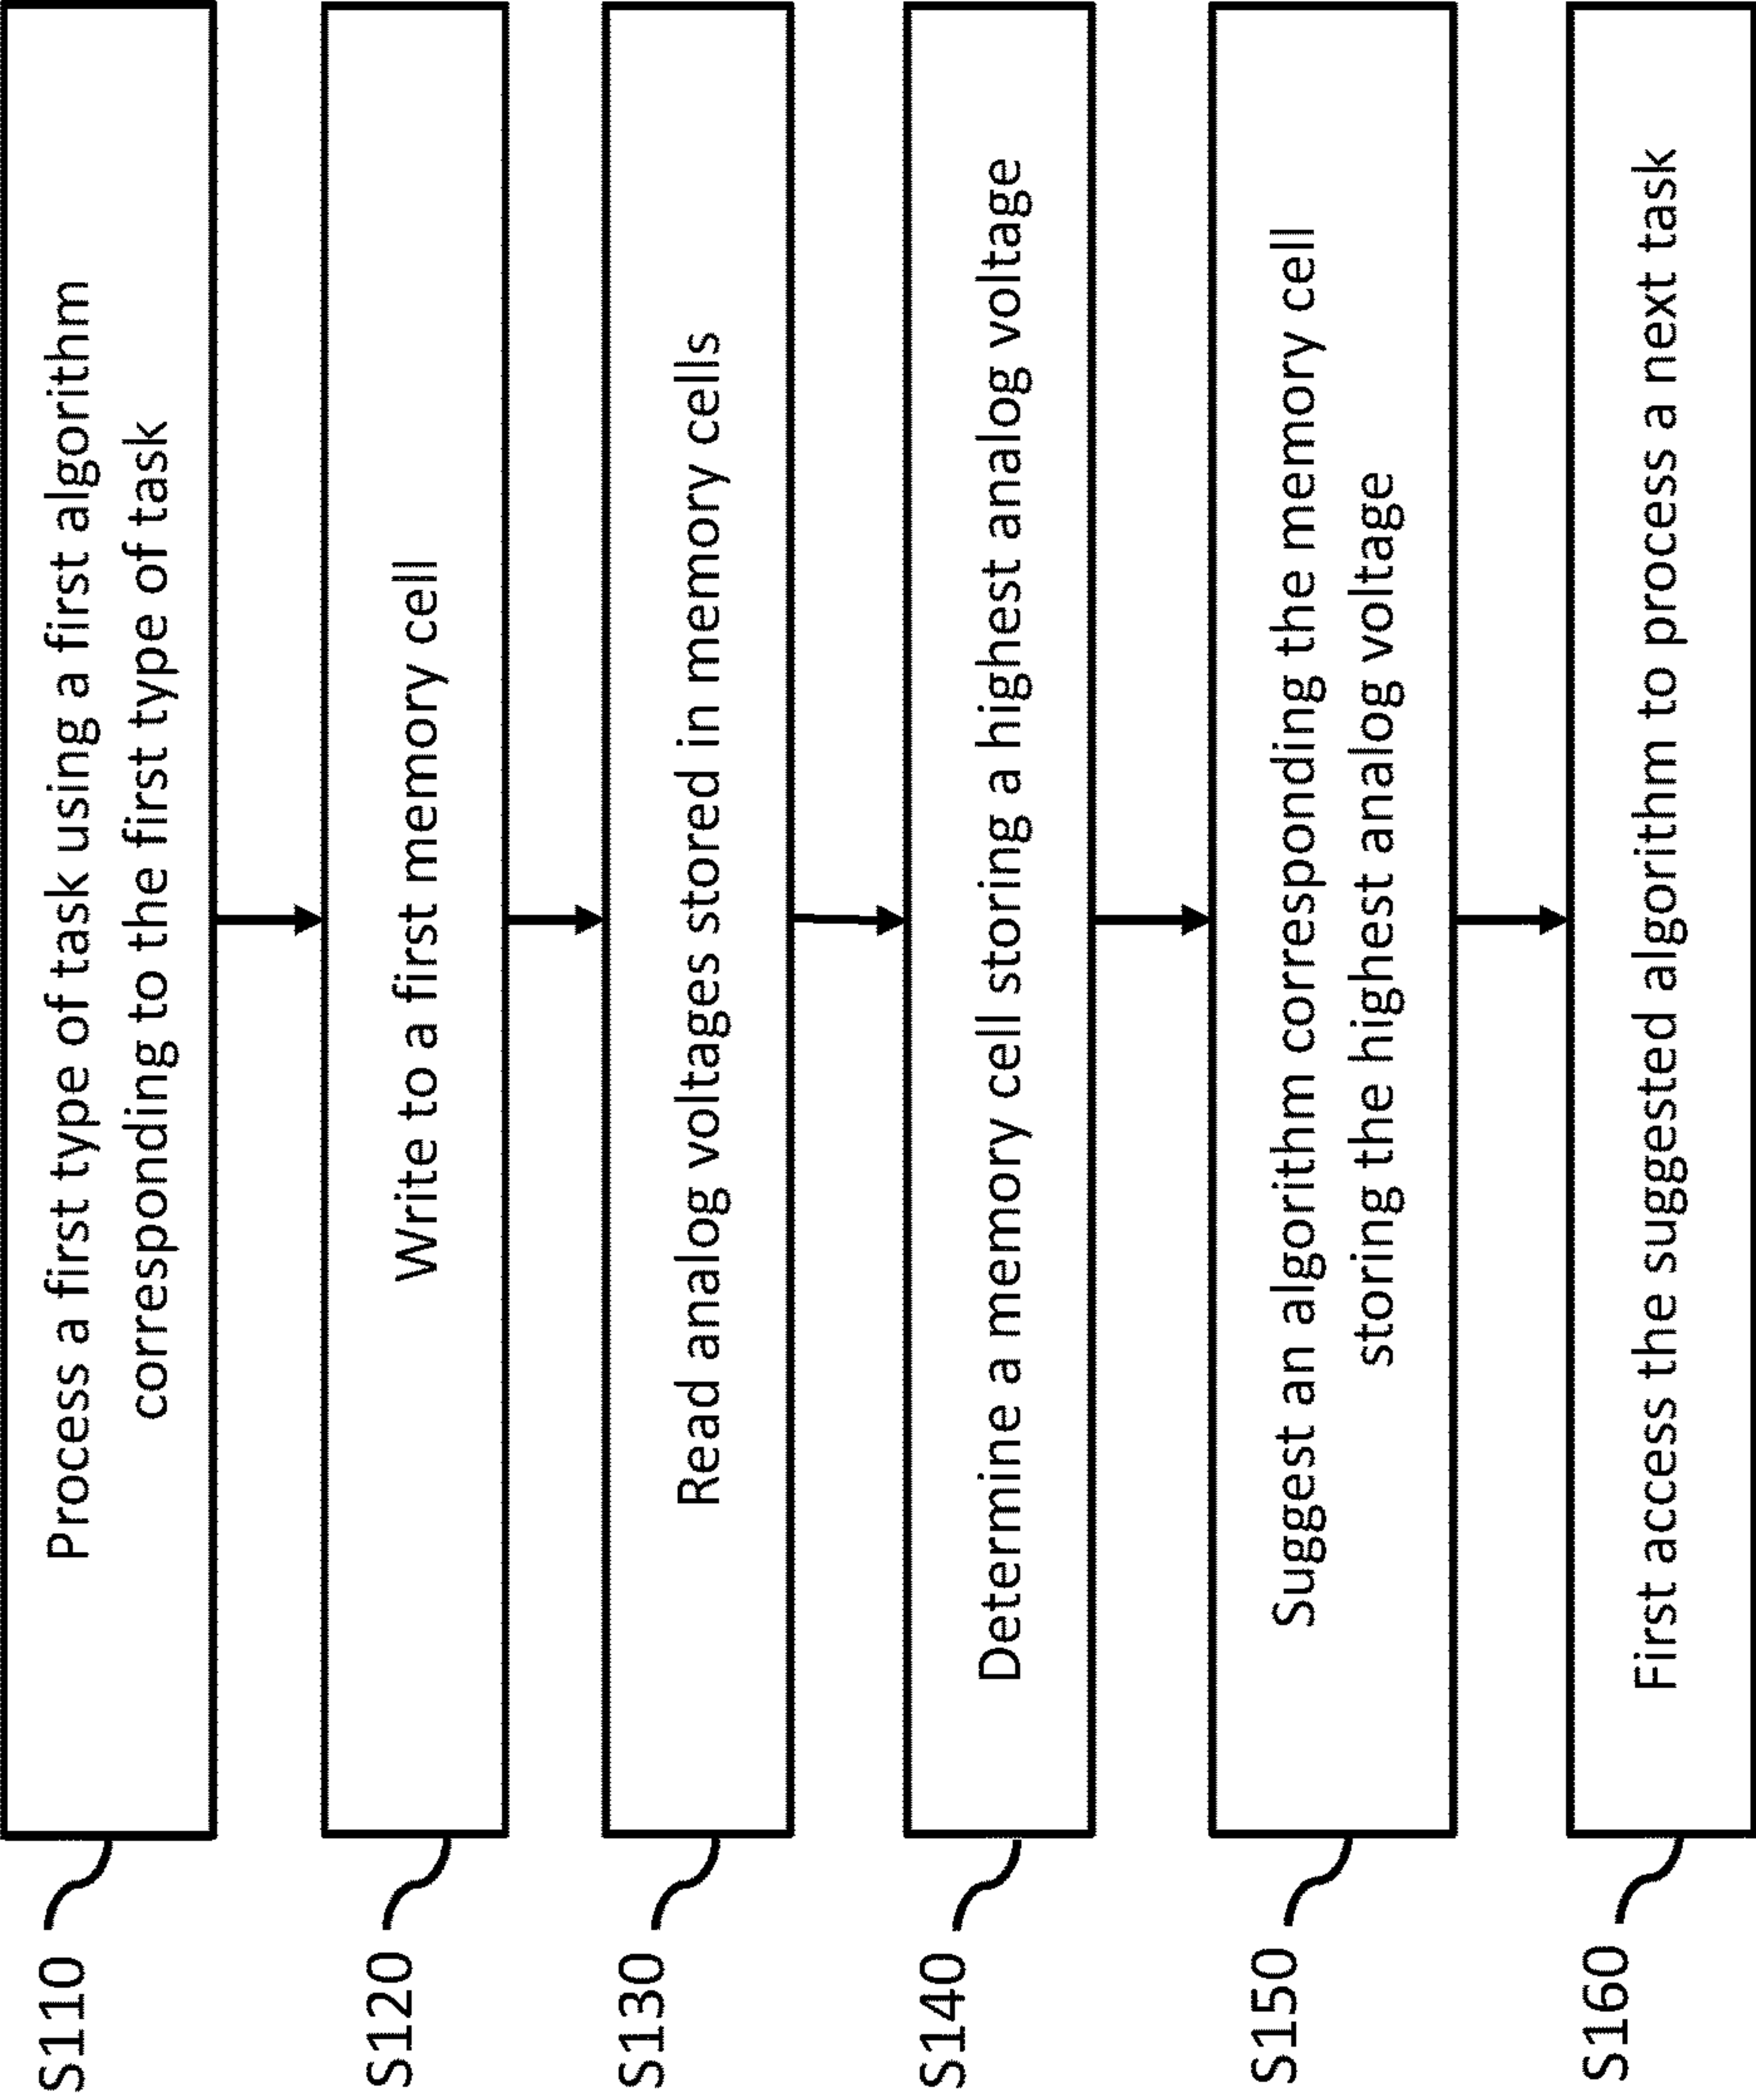 S110
Process a first type of task using a first algorithm
corresponding to the first type of task
S120
Write to a first memory cell
S130
Read analog voltages stored in memory cells
S140
Determine a memory cell storing a highest analog voltage
S150
Suggest an algorithm corresponding the memory cell
storing the highest analog voltage
S160
First access the suggested algorithm to process a next task